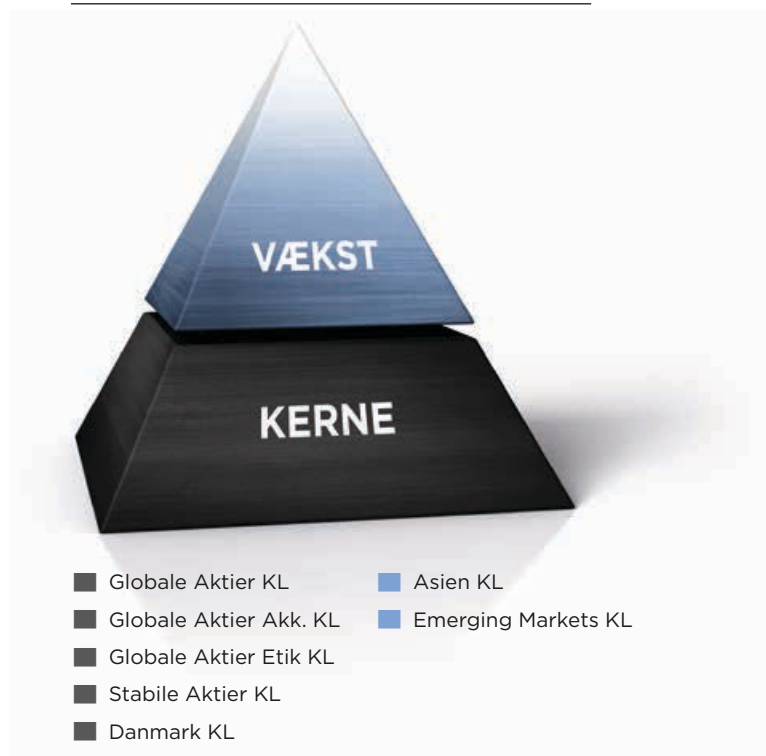 VÆKST
KERNE
Globale Aktier KL
Globale Aktier Akk. KL
Globale Aktier Etik KL
Stabile Aktier KL
Danmark KL
Asien KL
Emerging Markets KL